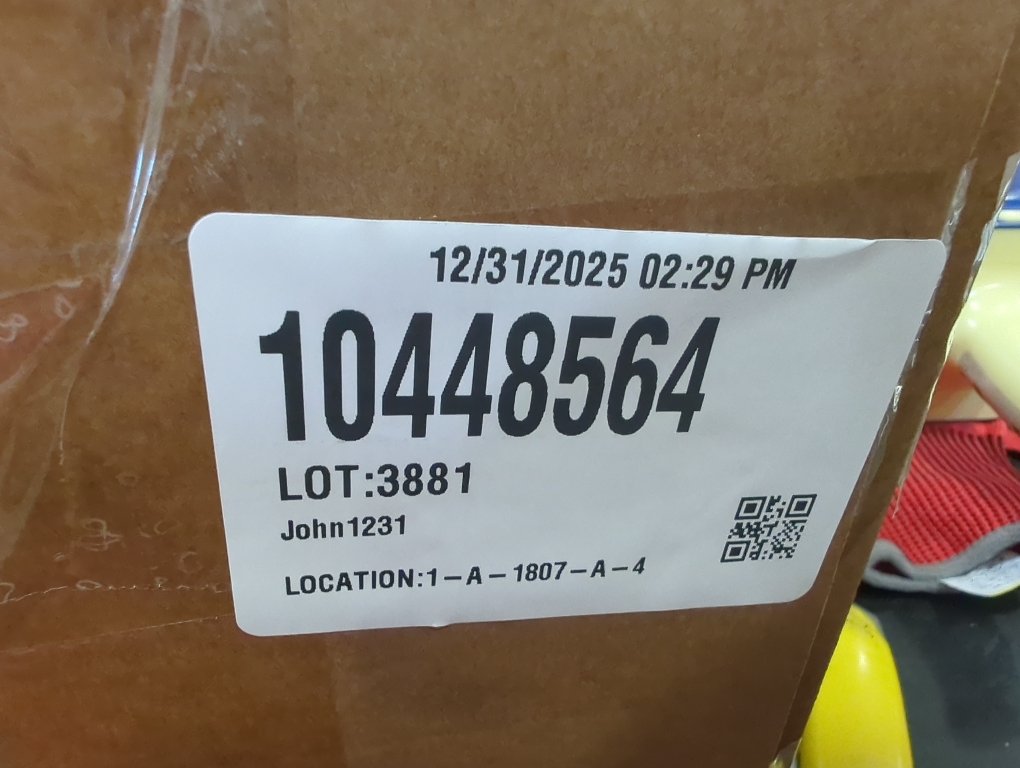 12/31/2025 02:29 PM
10448564
LOT:3881
John1231
LOCATION:1-A-1807-A-4